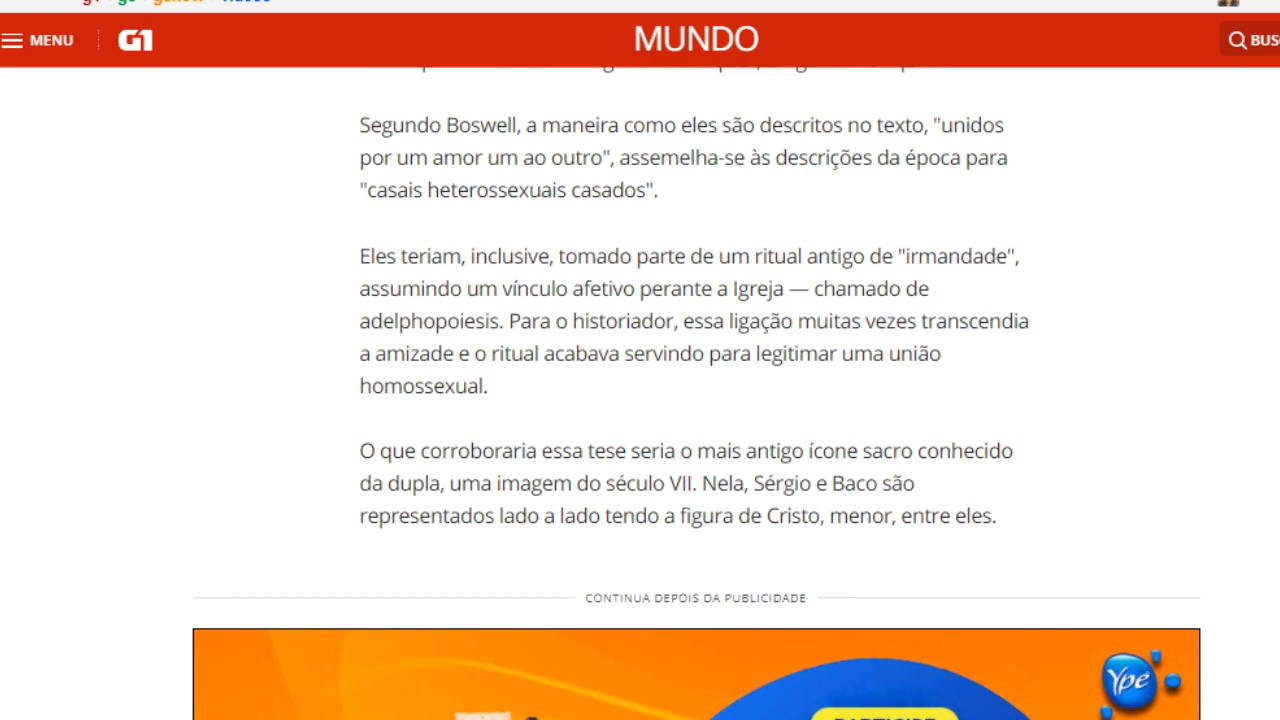 MENU
G1
MUNDO
Segundo Boswell, a maneira como eles são descritos no texto, "unidos
por um amor um ao outro", assemelha-se às descrições da época para
"casais heterossexuais casados".
Eles teriam, inclusive, tomado parte de um ritual antigo de "irmandade",
assumindo um vínculo afetivo perante a Igreja — chamado de
adelphopoiesis. Para o historiador, essa ligação muitas vezes transcendia
a amizade e o ritual acabava servindo para legitimar uma união
homossexual.
O que corroboraria essa tese seria o mais antigo ícone sacro conhecido
da dupla, uma imagem do século VII. Nela, Sérgio e Baco são
representados lado a lado tendo a figura de Cristo, menor, entre eles.
CONTINUA DEPOIS DA PUBLICIDADE
Ypê